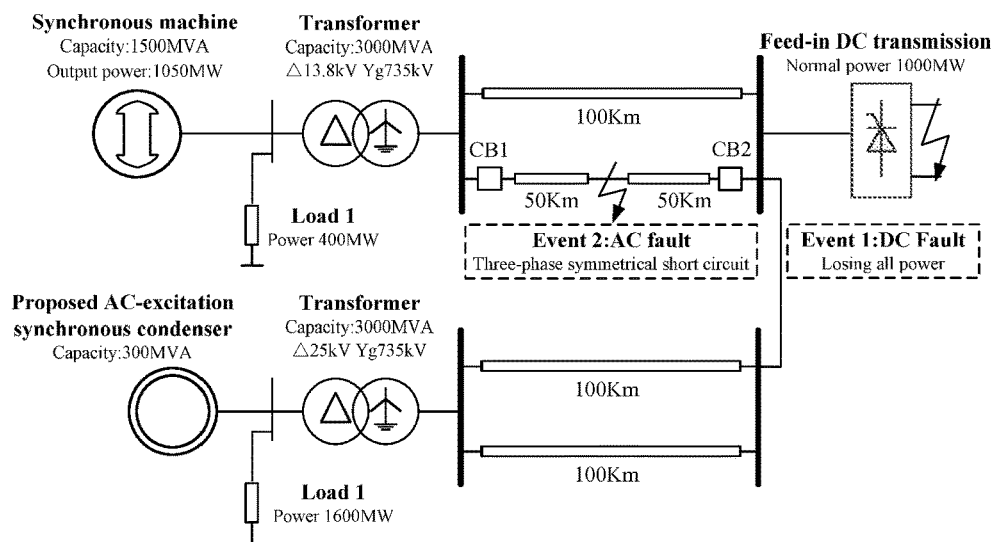 Synchronous machine
Capacity:1500MVA
Output power:1050MW
Transformer
Capacity:3000MVA
△13.8kV Yg735kV
Feed-in DC transmission
Normal power 1000MW
100Km
CB1
CB2
50Km
50Km
Load 1
Power 400MW
Event 2:AC fault
Three-phase symmetrical short circuit
Event 1:DC Fault
Losing all power
Proposed AC-excitation
synchronous condenser
Capacity:300MVA
Transformer
Capacity:3000MVA
△25kV Yg735kV
100Km
100Km
Load 1
Power 1600MW